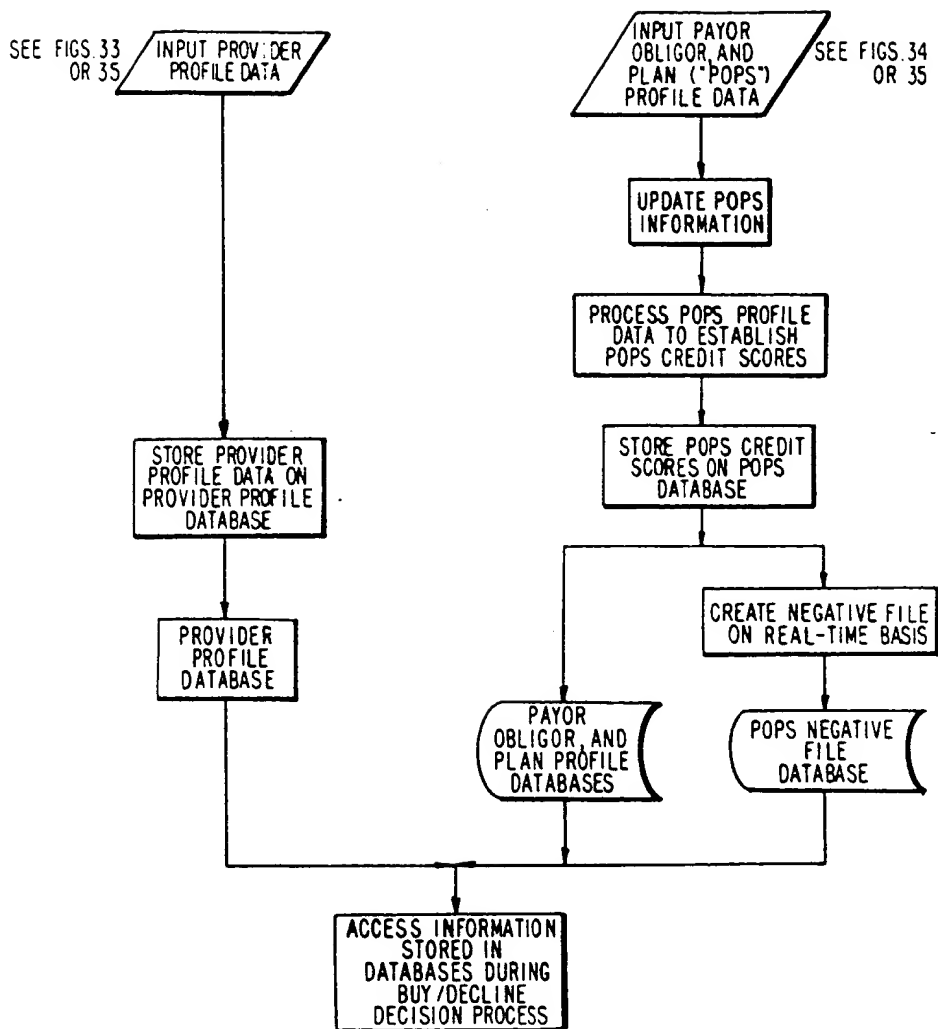 SEE FIGS.33
OR 35
INPUT PROVIDER
PROFILE DATA
INPUT PAYOR
OBLIGOR, AND
PLAN ("POPS")
PROFILE DATA
SEE FIGS.34
OR 35
UPDATE POPS
INFORMATION
PROCESS POPS PROFILE
DATA TO ESTABLISH
POPS CREDIT SCORES
STORE PROVIDER
PROFILE DATA ON
PROVIDER PROFILE
DATABASE
STORE POPS CREDIT
SCORES ON POPS
DATABASE
PROVIDER
PROFILE
DATABASE
CREATE NEGATIVE FILE
ON REAL-TIME BASIS
PAYOR
OBLIGOR, AND
PLAN PROFILE
DATABASES
POPS NEGATIVE
FILE
DATABASE
ACCESS INFORMATION
STORED IN
DATABASES DURING
BUY/DECLINE
DECISION PROCESS